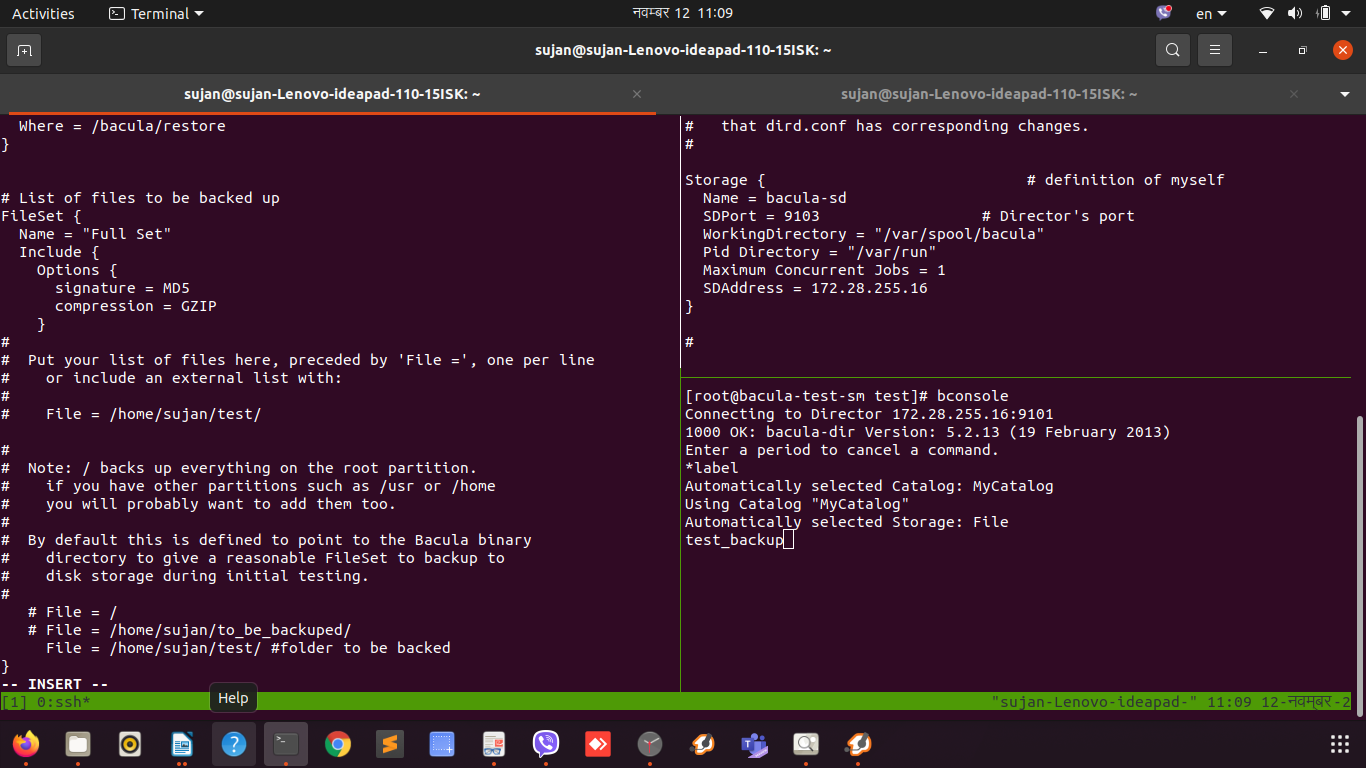 Activities
Terminal
नवम्बर 12 11:09
en
sujan@sujan-Lenovo-ideapad-110-15ISK: ~
sujan@sujan-Lenovo-ideapad-110-15ISK: ~
sujan@sujan-Lenovo-ideapad-110-15ISK: ~
Where = /bacula/restore
}
# List of files to be backed up
FileSet {
Name = "Full Set"
Include {
Options {
signature = MD5
compression = GZIP
}
#
# Put your list of files here, preceded by 'File =', one per line
# or include an external list with:
#
# File = /home/sujan/test/
#
# Note: / backs up everything on the root partition.
# if you have other partitions such as /usr or /home
# you will probably want to add them too.
#
# By default this is defined to point to the Bacula binary
# directory to give a reasonable FileSet to backup to
# disk storage during initial testing.
#
# File = /
# File = /home/sujan/to_be_backuped/
File = /home/sujan/test/ #folder to be backed
}
-- INSERT --
# that dird.conf has corresponding changes.
#
Storage { # definition of myself
Name = bacula-sd
SDPort = 9103 # Director's port
WorkingDirectory = "/var/spool/bacula"
Pid Directory = "/var/run"
Maximum Concurrent Jobs = 1
SDAddress = 172.28.255.16
}
#
[root@bacula-test-sm test]# bconsole
Connecting to Director 172.28.255.16:9101
1000 OK: bacula-dir Version: 5.2.13 (19 February 2013)
Enter a period to cancel a command.
*label
Automatically selected Catalog: MyCatalog
Using Catalog "MyCatalog"
Automatically selected Storage: File
test_backup
[1] 0:ssh*
"sujan-Lenovo-ideapad-" 11:09 12-नवम्बर-2
Help